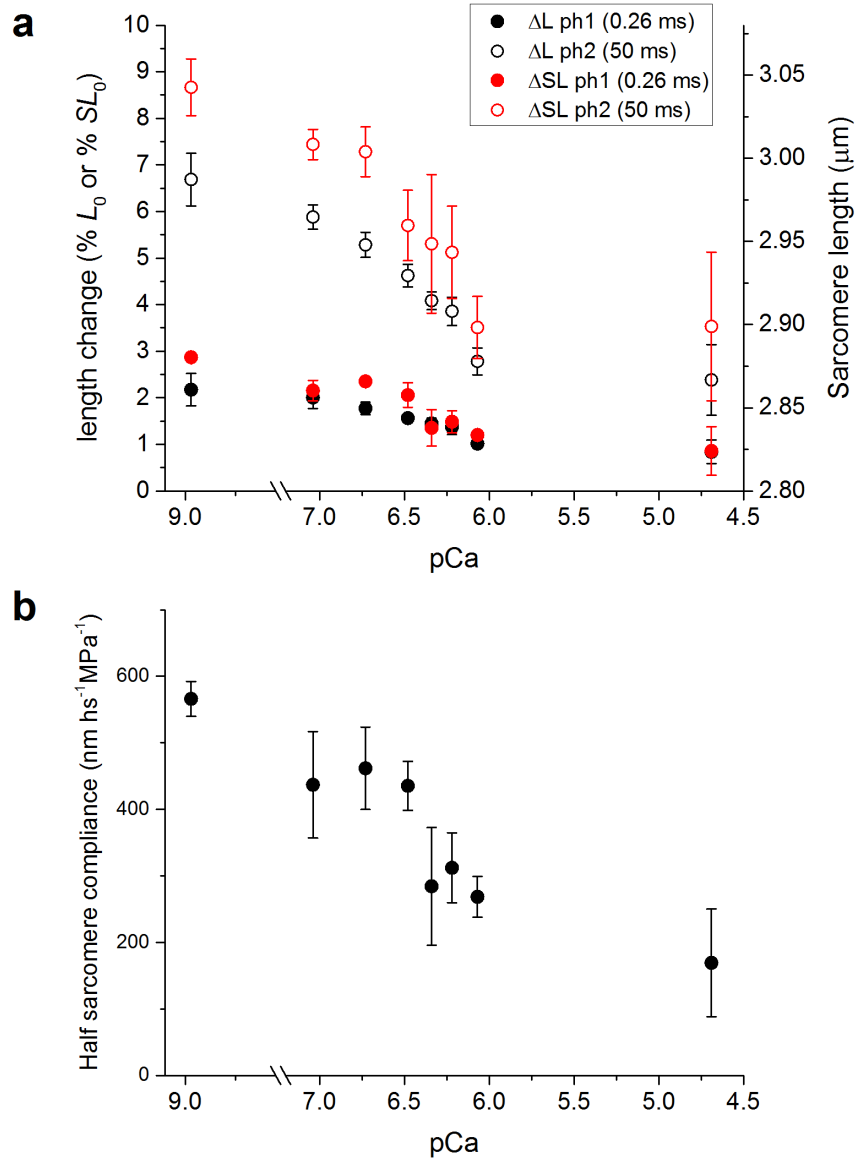 a
ΔL ph1 (0.26 ms)
ΔL ph2 (50 ms)
ΔSL ph1 (0.26 ms)
ΔSL ph2 (50 ms)
length change (% L₀ or % SL₀)
10
9
8
7
6
5
4
3
2
1
0
3.05
3.00
2.95
2.90
2.85
2.80
Sarcomere length (μm)
9.0 7.0 6.5 6.0 5.5 5.0 4.5
pCa
b
Half sarcomere compliance (nm hs⁻¹MPa⁻¹)
600
400
200
0
9.0 7.0 6.5 6.0 5.5 5.0 4.5
pCa